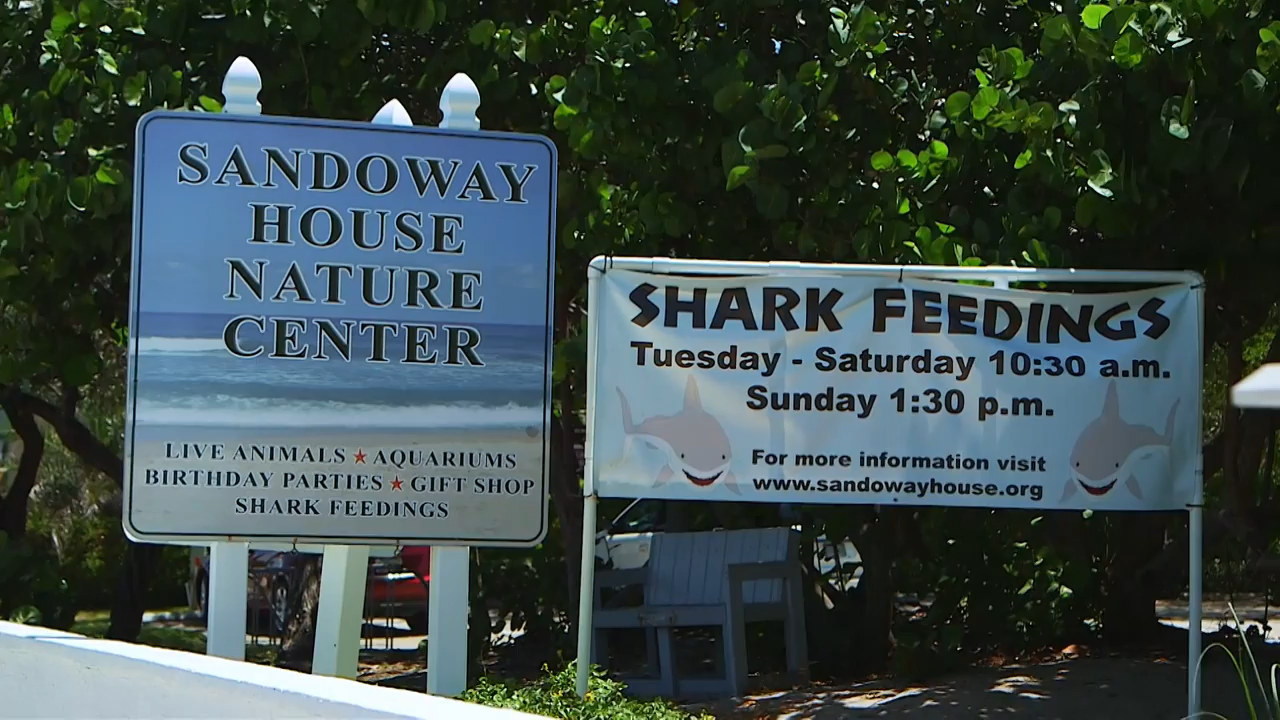 SANDOWAY
HOUSE
NATURE
CENTER
LIVE ANIMALS ★ AQUARIUMS
BIRTHDAY PARTIES ★ GIFT SHOP
SHARK FEEDINGS
SHARK FEEDINGS
Tuesday - Saturday 10:30 a.m.
Sunday 1:30 p.m.
For more information visit
www.sandowayhouse.org